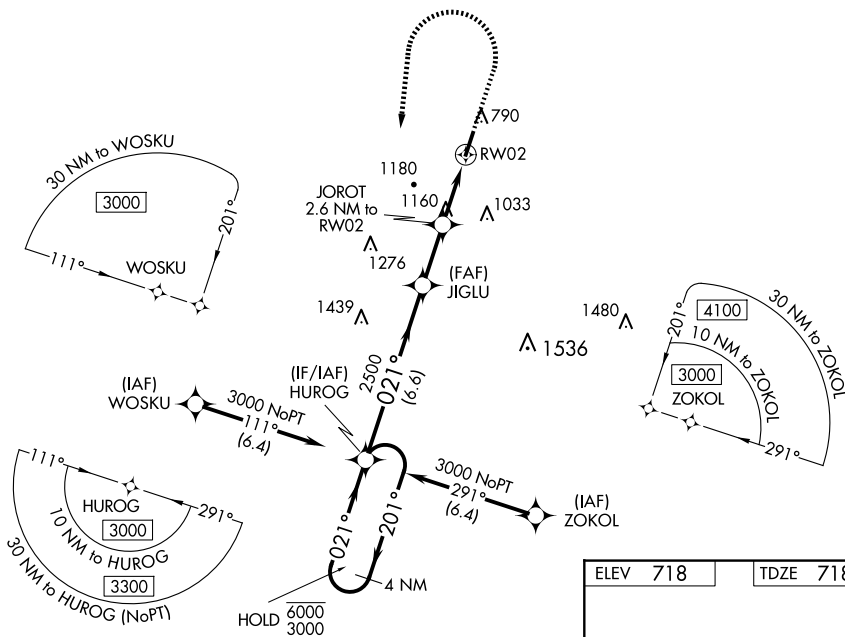 790
RW02
30 NM to WOSKU
3000
201°
111°
WOSKU
1180
JOROT
2.6 NM to
RW02
1160
1033
1276
(FAF)
JIGLU
1439
1480
1536
4100
30 NM to ZOKOL
201°
10 NM to ZOKOL
3000
ZOKOL
291°
(IF/IAF)
HUROG
2500
021°
(6.6)
(IAF)
WOSKU
3000 NoPT
111°
(6.4)
3000 NoPT
291°
(6.4)
(IAF)
ZOKOL
111°
HUROG
291°
3000
10 NM to HUROG
3300
30 NM to HUROG (NoPT)
021°
201°
4 NM
HOLD 6000
3000
ELEV 718
TDZE 718